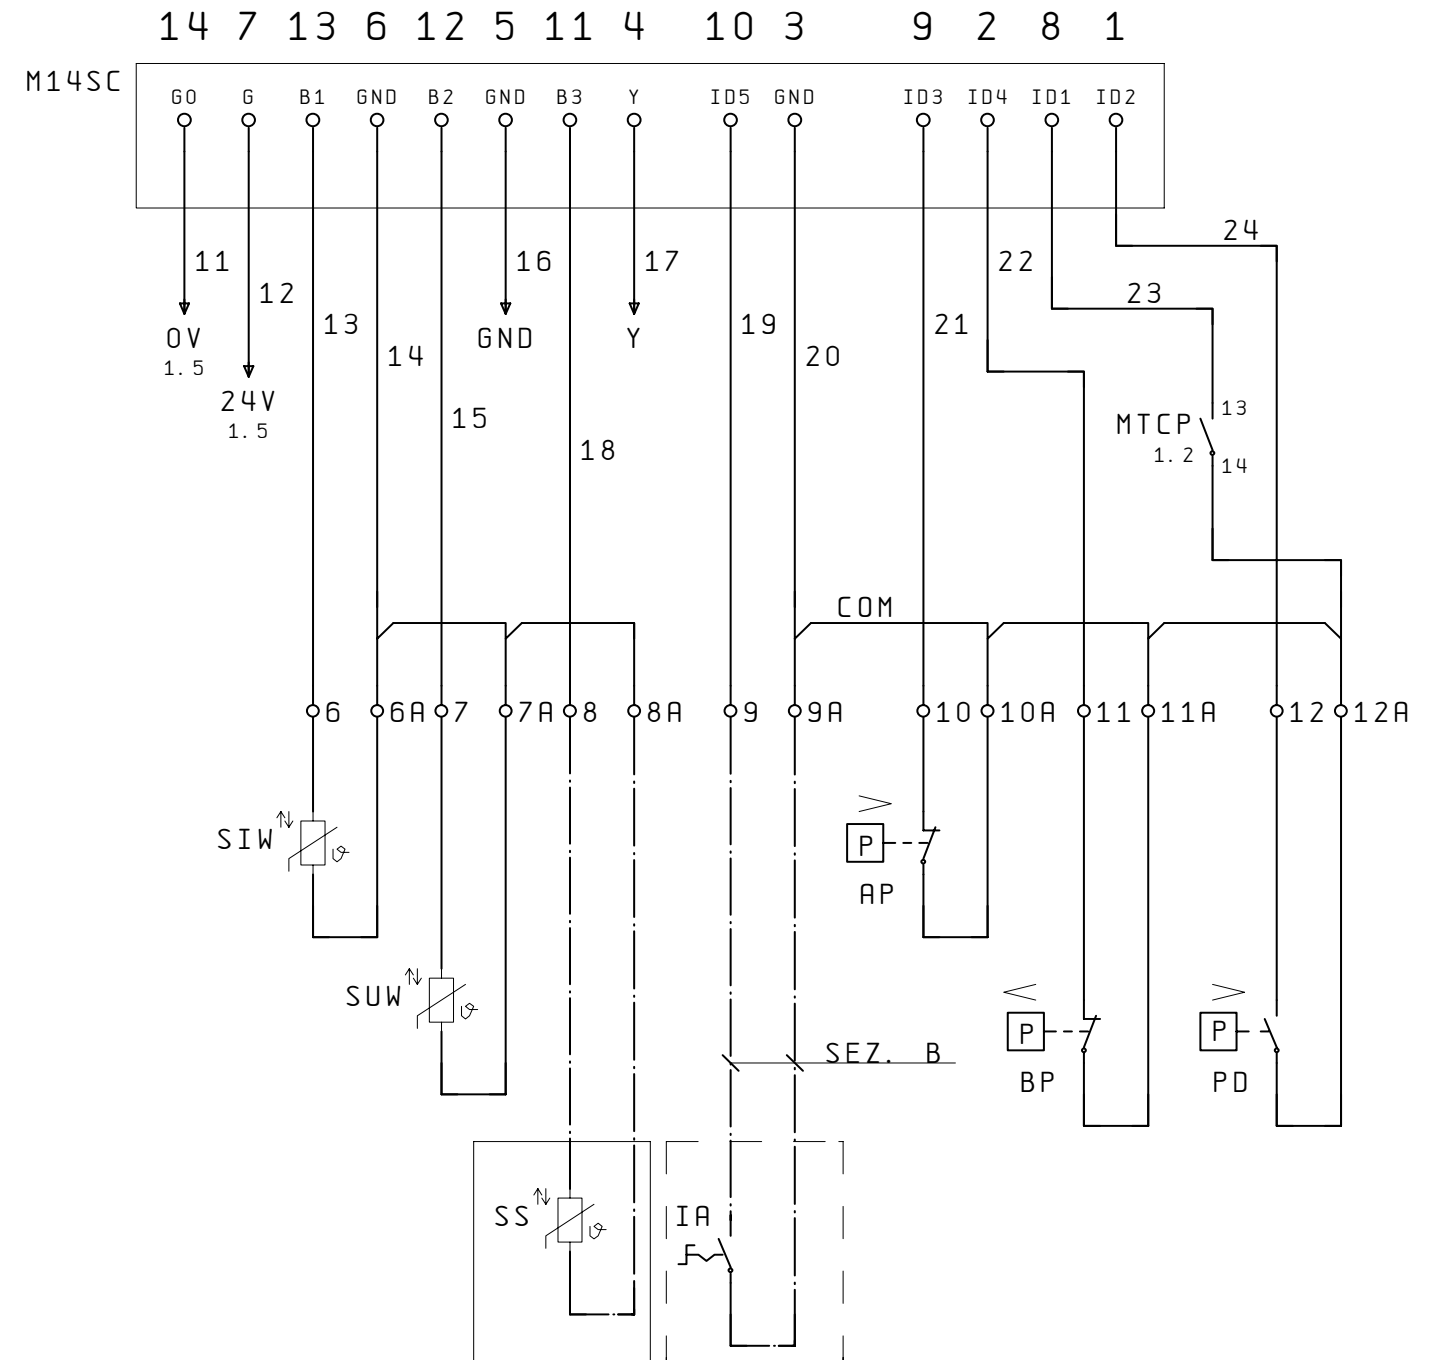 14 7 13 6 12 5 11 4 10 3 9 2 8 1
M14SC
G0 G B1 GND B2 GND B3 Y ID5 GND ID3 ID4 ID1 ID2
24
11 16 17 22
12 23
13 19 21
0V GND Y
14 20
1.5
24V
13
15 MTCP
1.5
18 1.2
14
COM
6 6A 7 7A 8 8A 9 9A 10 10A 11 11A 12 12A
>
SIW ϑ P
AP
SUW ϑ < >
P P
SEZ. B
BP PD
SS ϑ IA